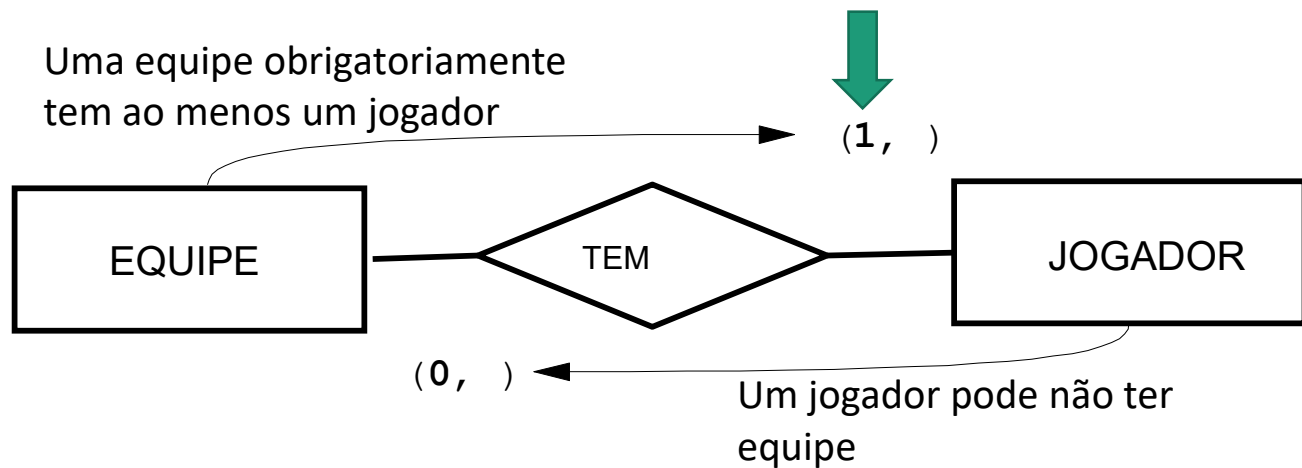 Uma equipe obrigatoriamente
tem ao menos um jogador
(1, )
EQUIPE
TEM
JOGADOR
(0, )
Um jogador pode não ter
equipe